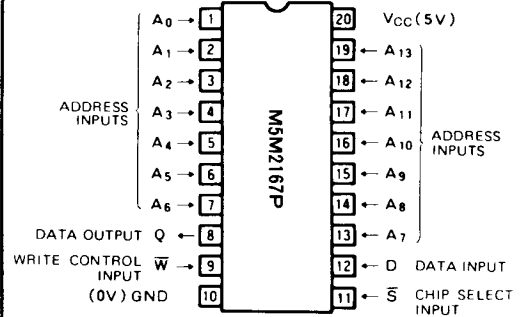 A0 → 1
A1 → 2
A2 → 3
A3 → 4
A4 → 5
A5 → 6
A6 → 7
ADDRESS
INPUTS
DATA OUTPUT Q ← 8
WRITE CONTROL
INPUT
W̅ → 9
(0V) GND 10
M5M2167P
20 VCC(5V)
19 ← A13
18 ← A12
17 ← A11
16 ← A10
15 ← A9
14 ← A8
13 ← A7
ADDRESS
INPUTS
12 ← D DATA INPUT
11 ← S̅ CHIP SELECT
INPUT